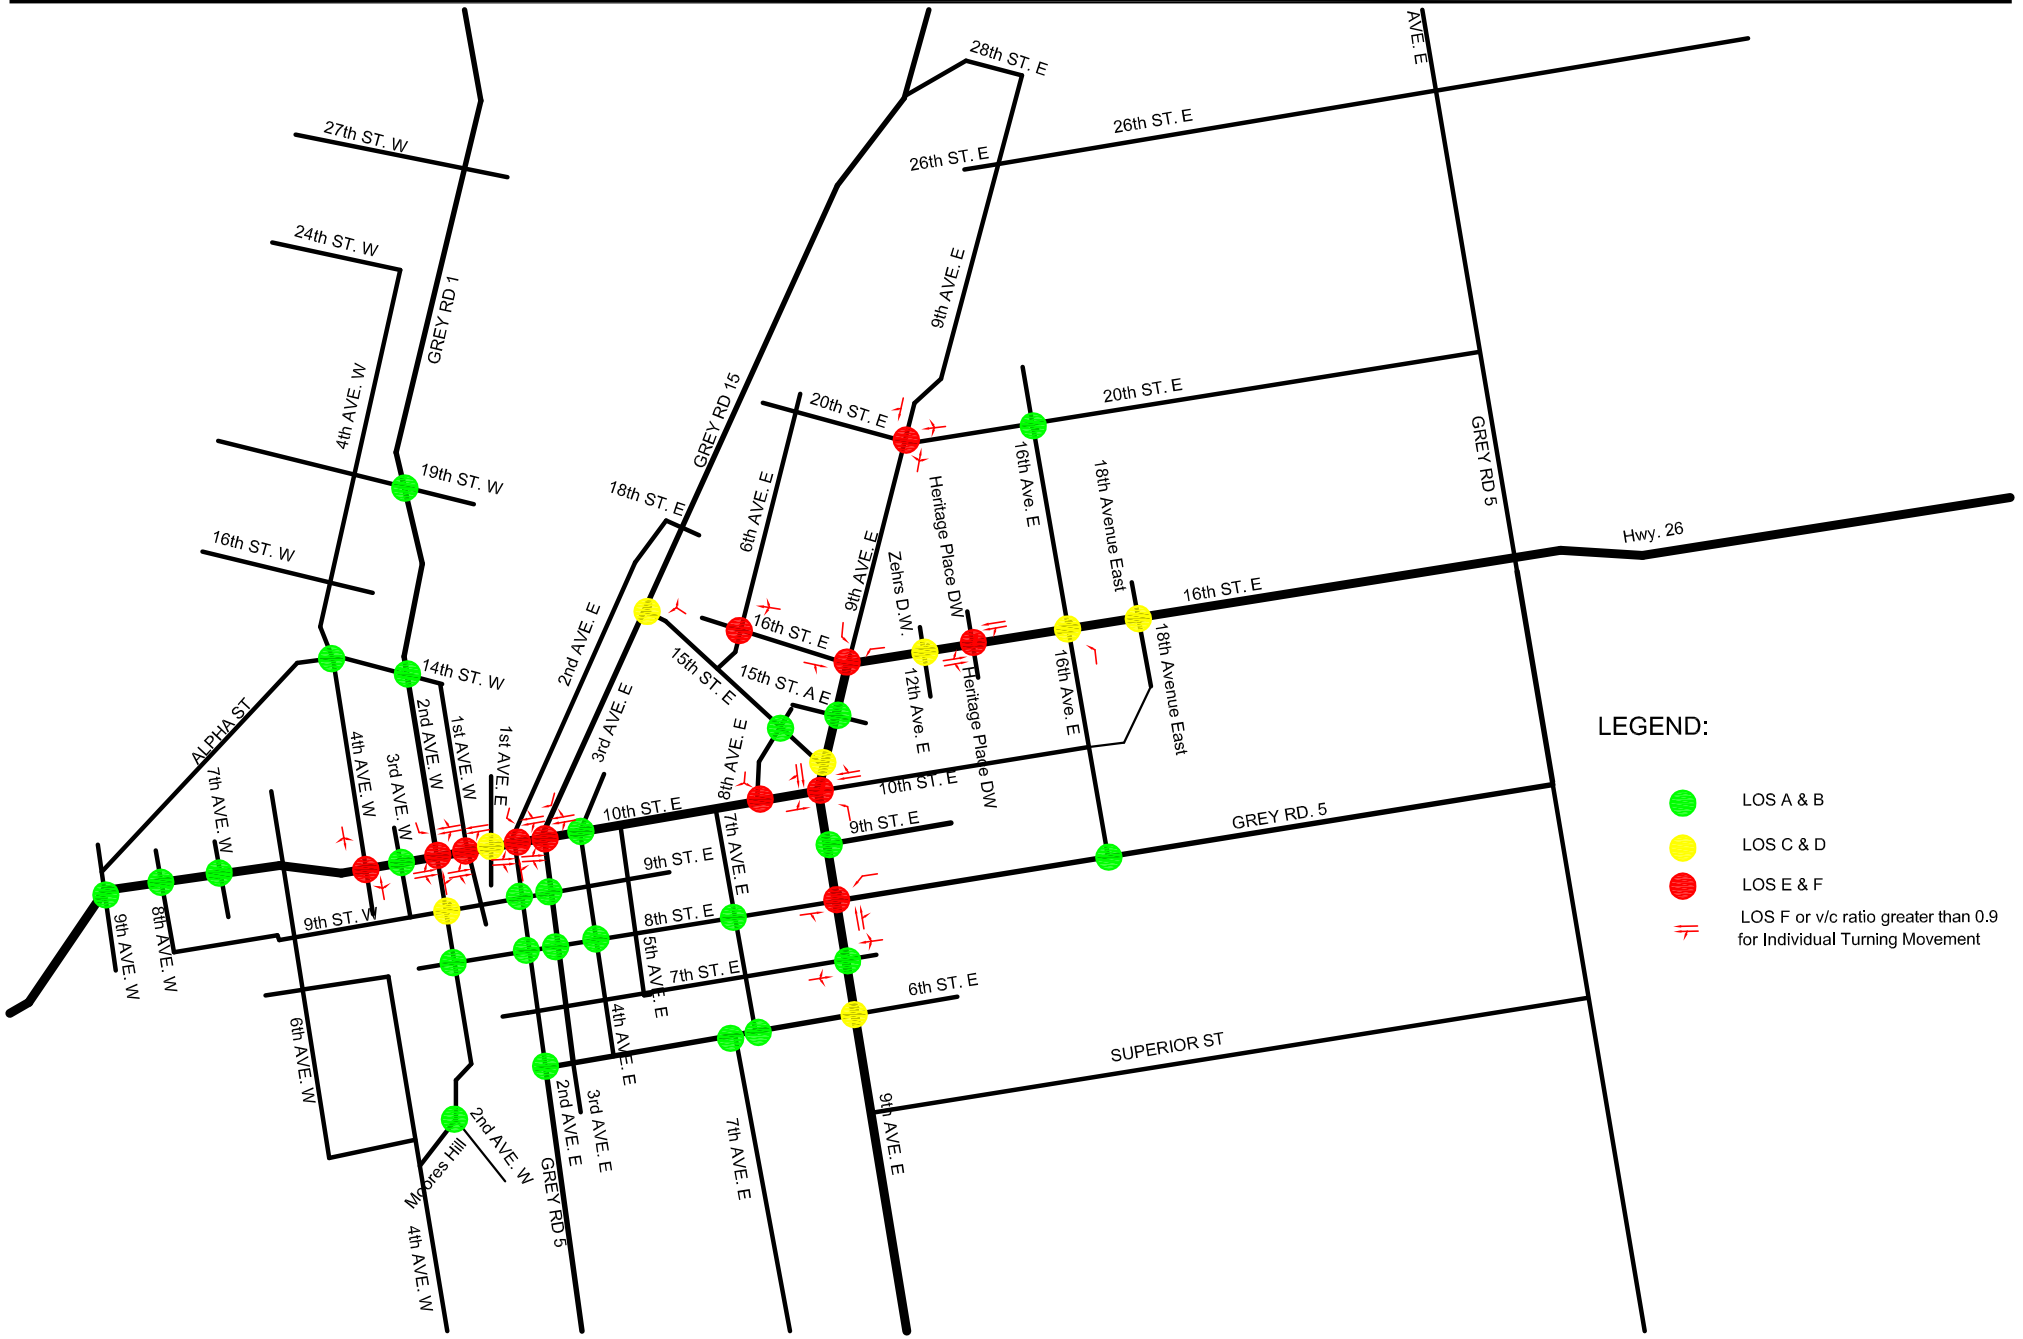 AVE. E
28th ST. E
26th ST. E
27th ST. W
26th ST. E
24th ST. W
9th AVE. E
GREY RD 1
4th AVE. W
GREY RD 15
20th ST. E
20th ST. E
19th ST. W
GREY RD 5
16th Ave. E
18th ST. E
6th AVE. E
Heritage Place DW
18th Avenue East
16th ST. W
Hwy. 26
9th AVE. E
Zehrs D.W.
16th ST. E
2nd AVE. E
16th ST. E
15th ST. E
15th ST. A E
14th ST. W
12th Ave. E
Heritage Place DW
16th Ave. E
18th Avenue East
ALPHA ST
2nd AVE. W
1st AVE. W
1st AVE. E
3rd AVE. E
8th AVE. E
LEGEND:
7th AVE. W
4th AVE. W
3rd AVE. W
10th ST. E
10th ST. E
LOS A & B
9th ST. E
GREY RD. 5
LOS C & D
7th AVE. E
9th ST. E
LOS E & F
9th AVE. W
8th AVE. W
9th ST. W
8th ST. E
LOS F or v/c ratio greater than 0.9
for Individual Turning Movement
5th AVE. E
7th ST. E
6th ST. E
6th AVE. W
4th AVE. E
SUPERIOR ST
2nd AVE. E
3rd AVE. E
2nd AVE. W
Moores Hill
7th AVE. E
9th AVE. E
GREY RD 5
4th AVE. W